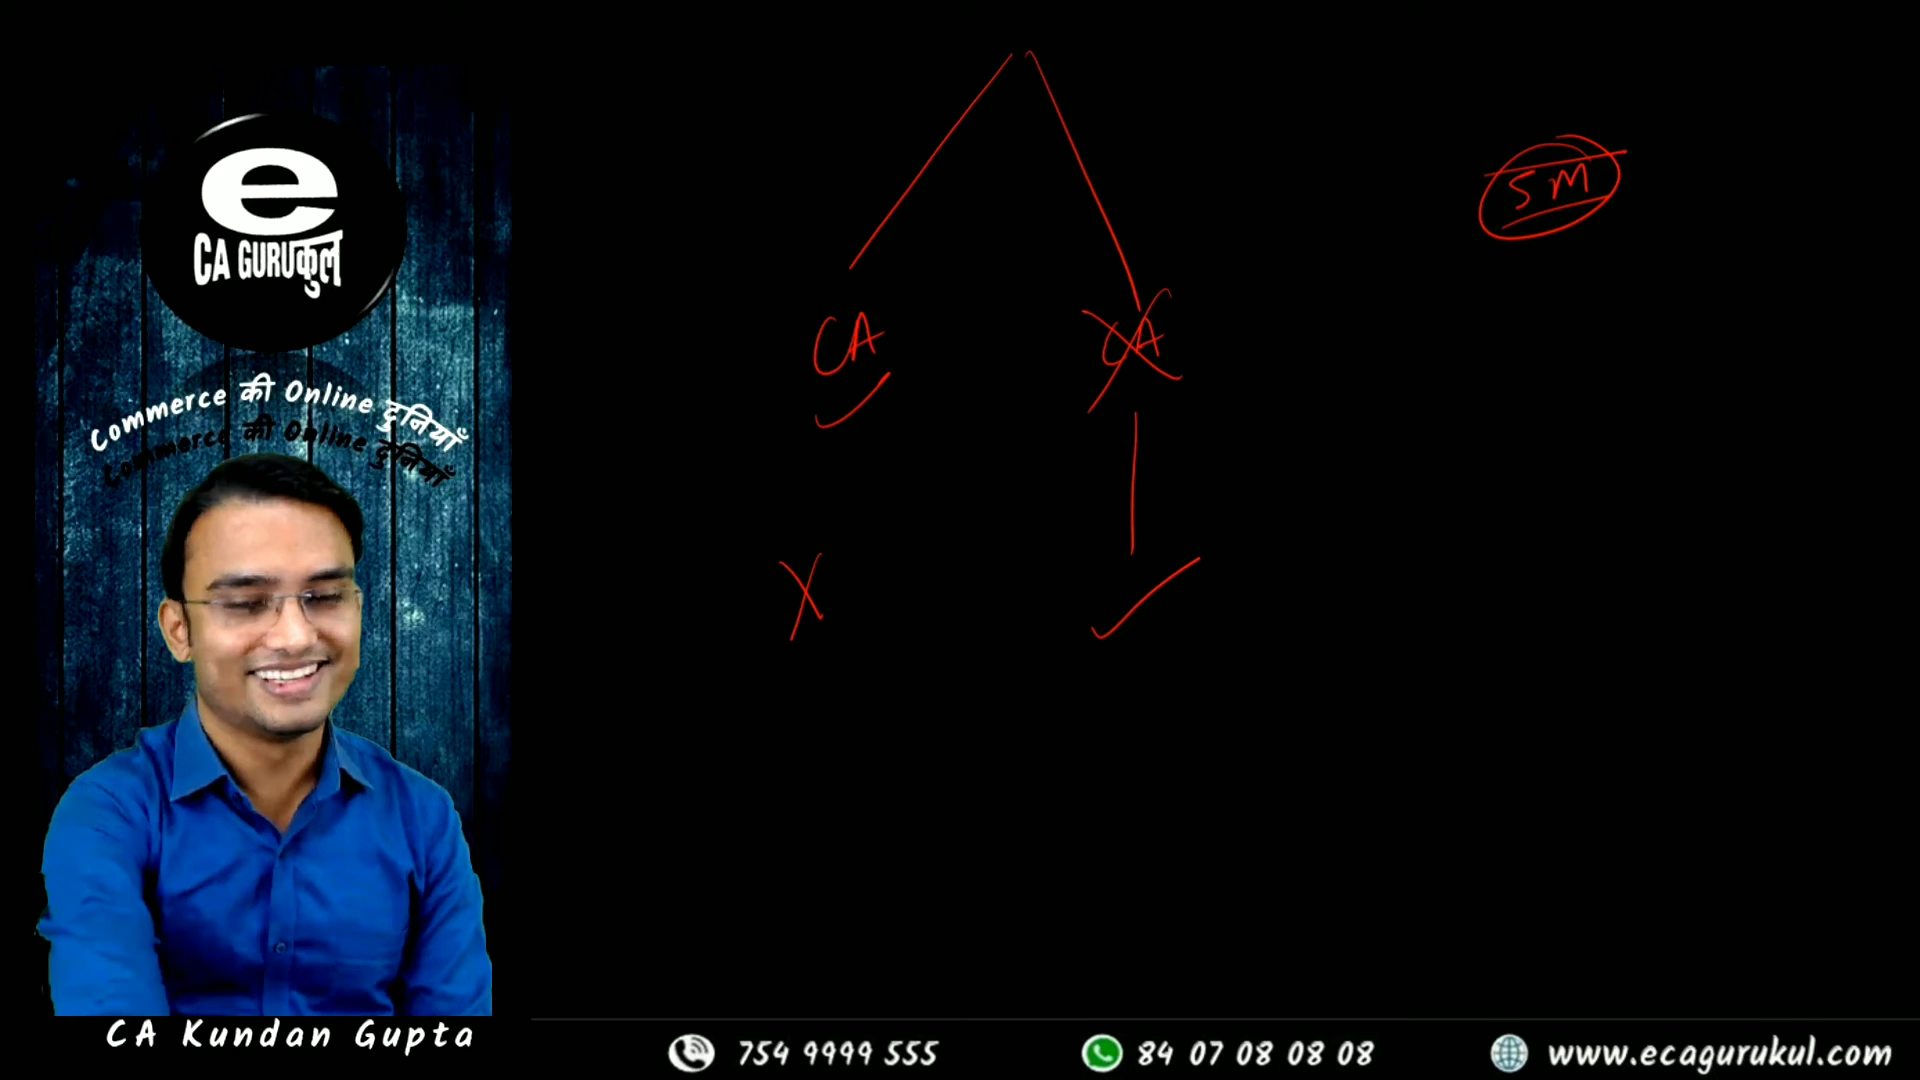 e
CA GURUकुल
Commerce की Online दुनियाँ
Commerce की Online दुनियाँ
CA Kundan Gupta
5M
CA
CA
X
754 9999 555
84 07 08 08 08
www.ecagurukul.com